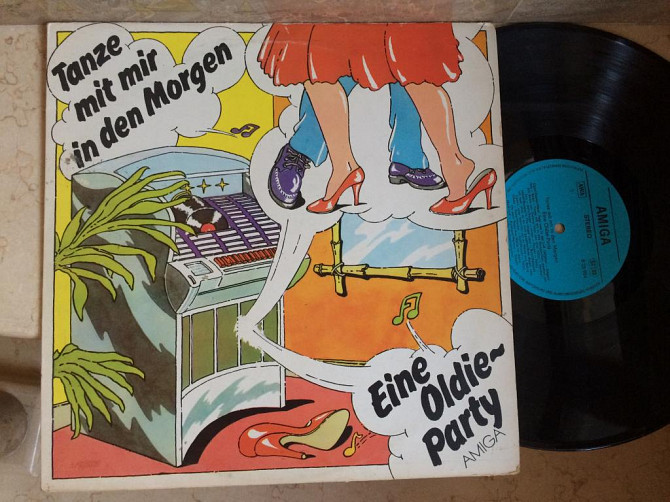 Tanze
mit mir
in den Morgen
Eine
Oldie~
Party
AMIGA
AMIGA
STEREO